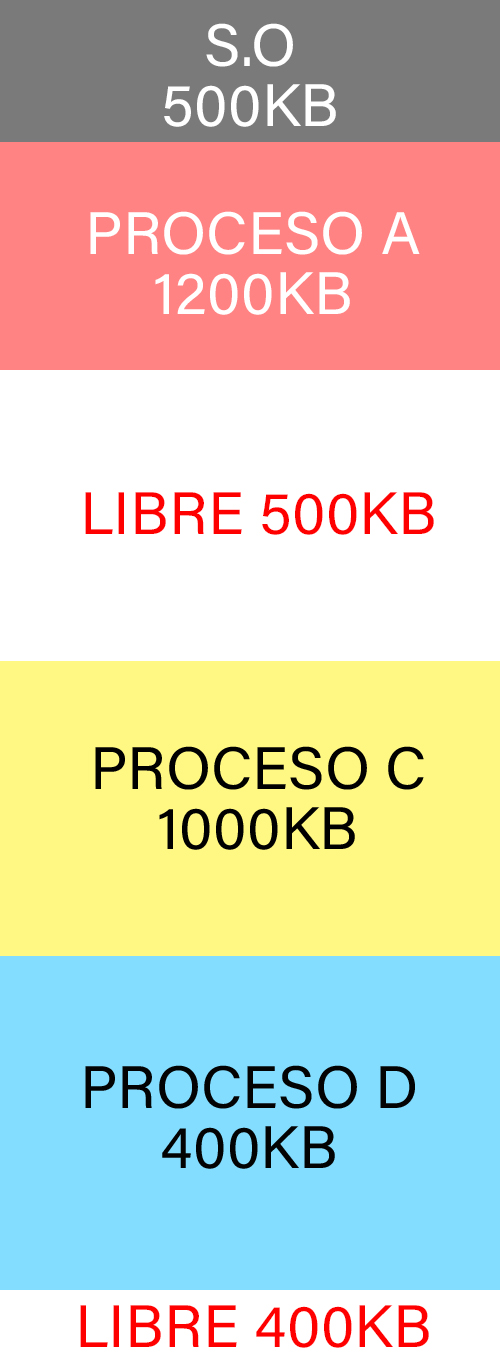 S.O
500KB
PROCESO A
1200KB
LIBRE 500KB
PROCESO C
1000KB
PROCESO D
400KB
LIBRE 400KB